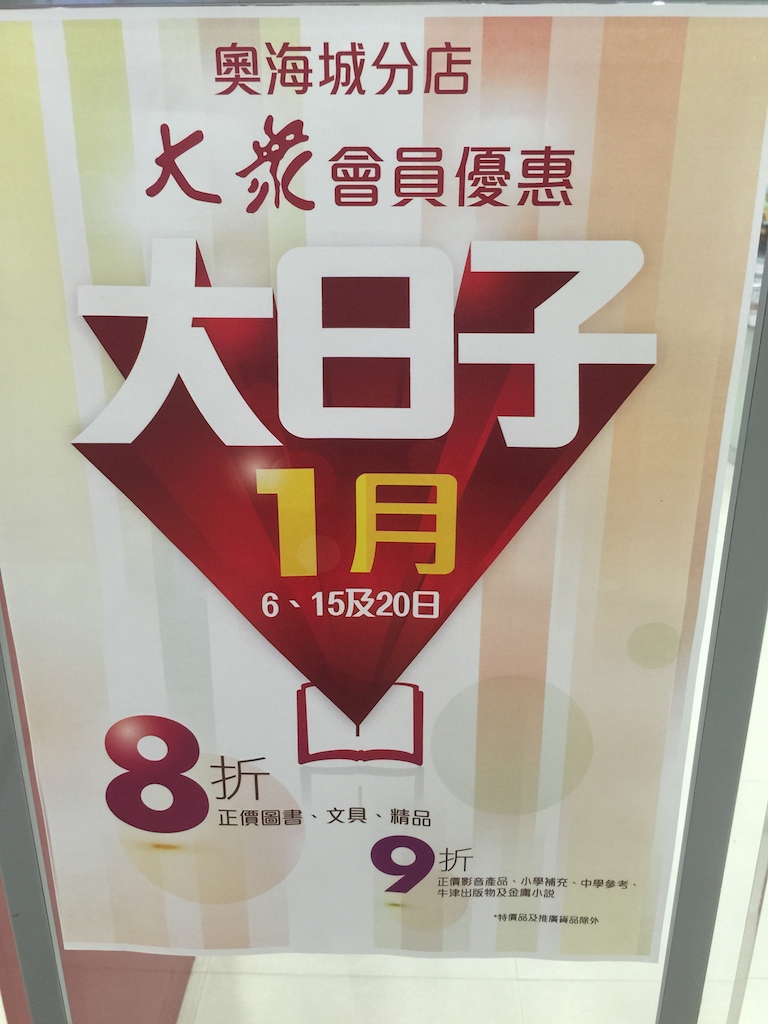 奧海城分店
大眾會員優惠
大日子
1月
6、15及20日
8折
正價圖書、文具、精品
9折
正價影音產品、小學補充、中學參考、
牛津出版物及金庸小說
*特價品及推廣貨品除外